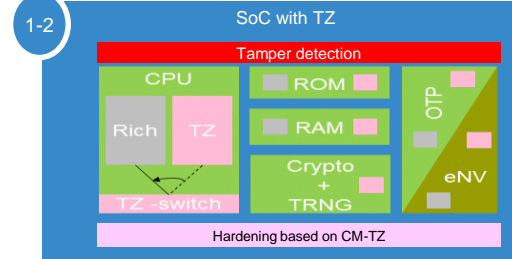 1-2
SoC with TZ
Tamper detection
CPU
Rich
TZ
TZ -switch
ROM
RAM
Crypto
+
TRNG
OTP
eNV
Hardening based on CM-TZ